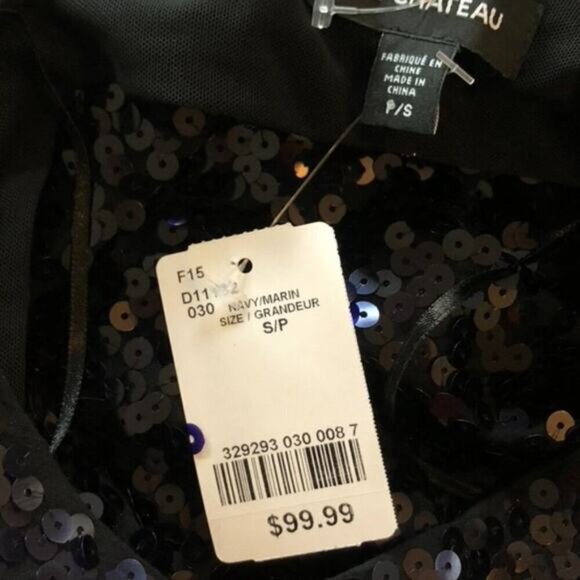 CHATEAU
FABRIQUÉ EN
CHINE
MADE IN
CHINA
P/S
F15
030 NAVY/MARIN
SIZE / GRANDEUR
S/P
329293 030 008 7
$99.99